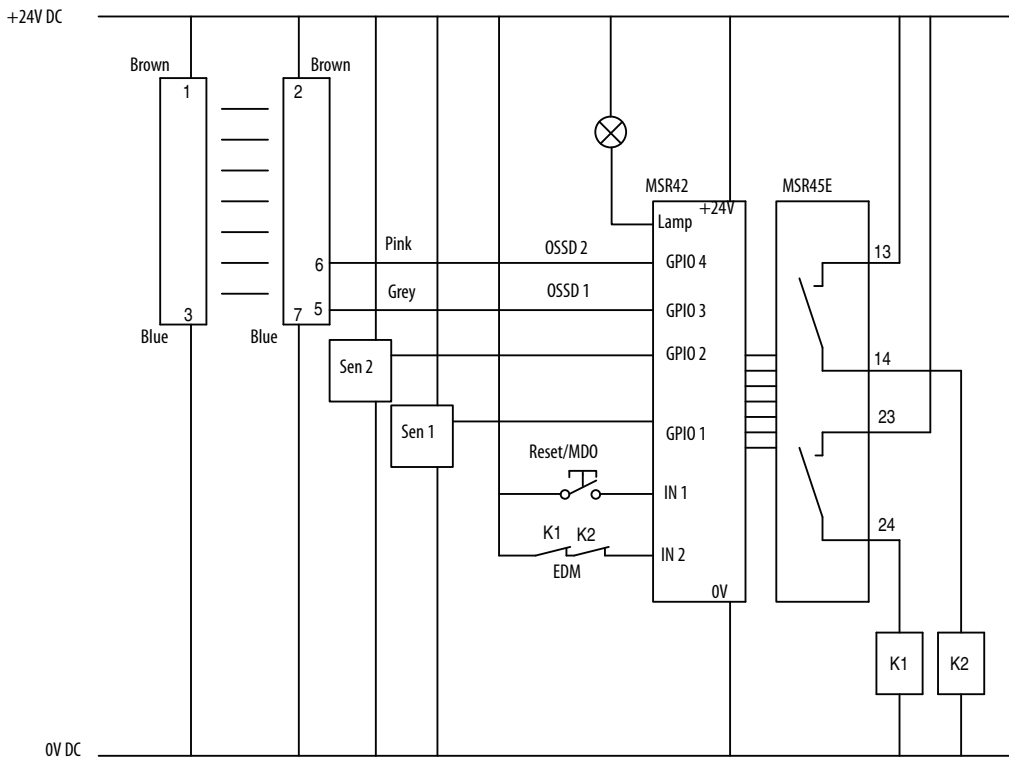 +24V DC
Brown
Brown
1
2
MSR42
MSR45E
+24V
Lamp
Pink
OSSD 2
6
GPIO 4
13
Grey
OSSD 1
5
GPIO 3
3
7
Blue
Blue
Sen 2
GPIO 2
14
Sen 1
GPIO 1
23
Reset/MDO
IN 1
24
K1 K2
IN 2
EDM
0V
K1
K2
0V DC